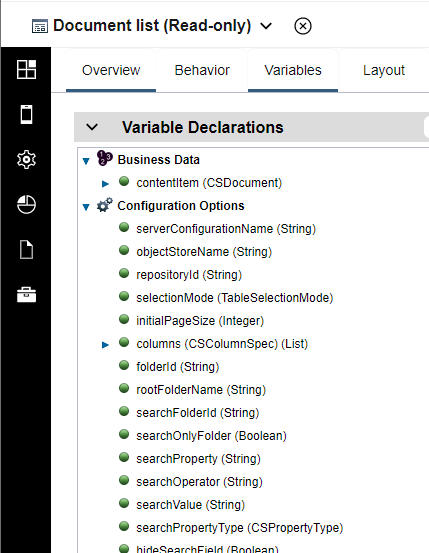 Document list (Read-only)
Overview
Behavior
Variables
Layout
Variable Declarations
Business Data
contentItem (CSDocument)
Configuration Options
serverConfigurationName (String)
objectStoreName (String)
repositoryId (String)
selectionMode (TableSelectionMode)
initialPageSize (Integer)
columns (CSColumnSpec) (List)
folderId (String)
rootFolderName (String)
searchFolderId (String)
searchOnlyFolder (Boolean)
searchProperty (String)
searchOperator (String)
searchValue (String)
searchPropertyType (CSPropertyType)
hideSearchField (Boolean)